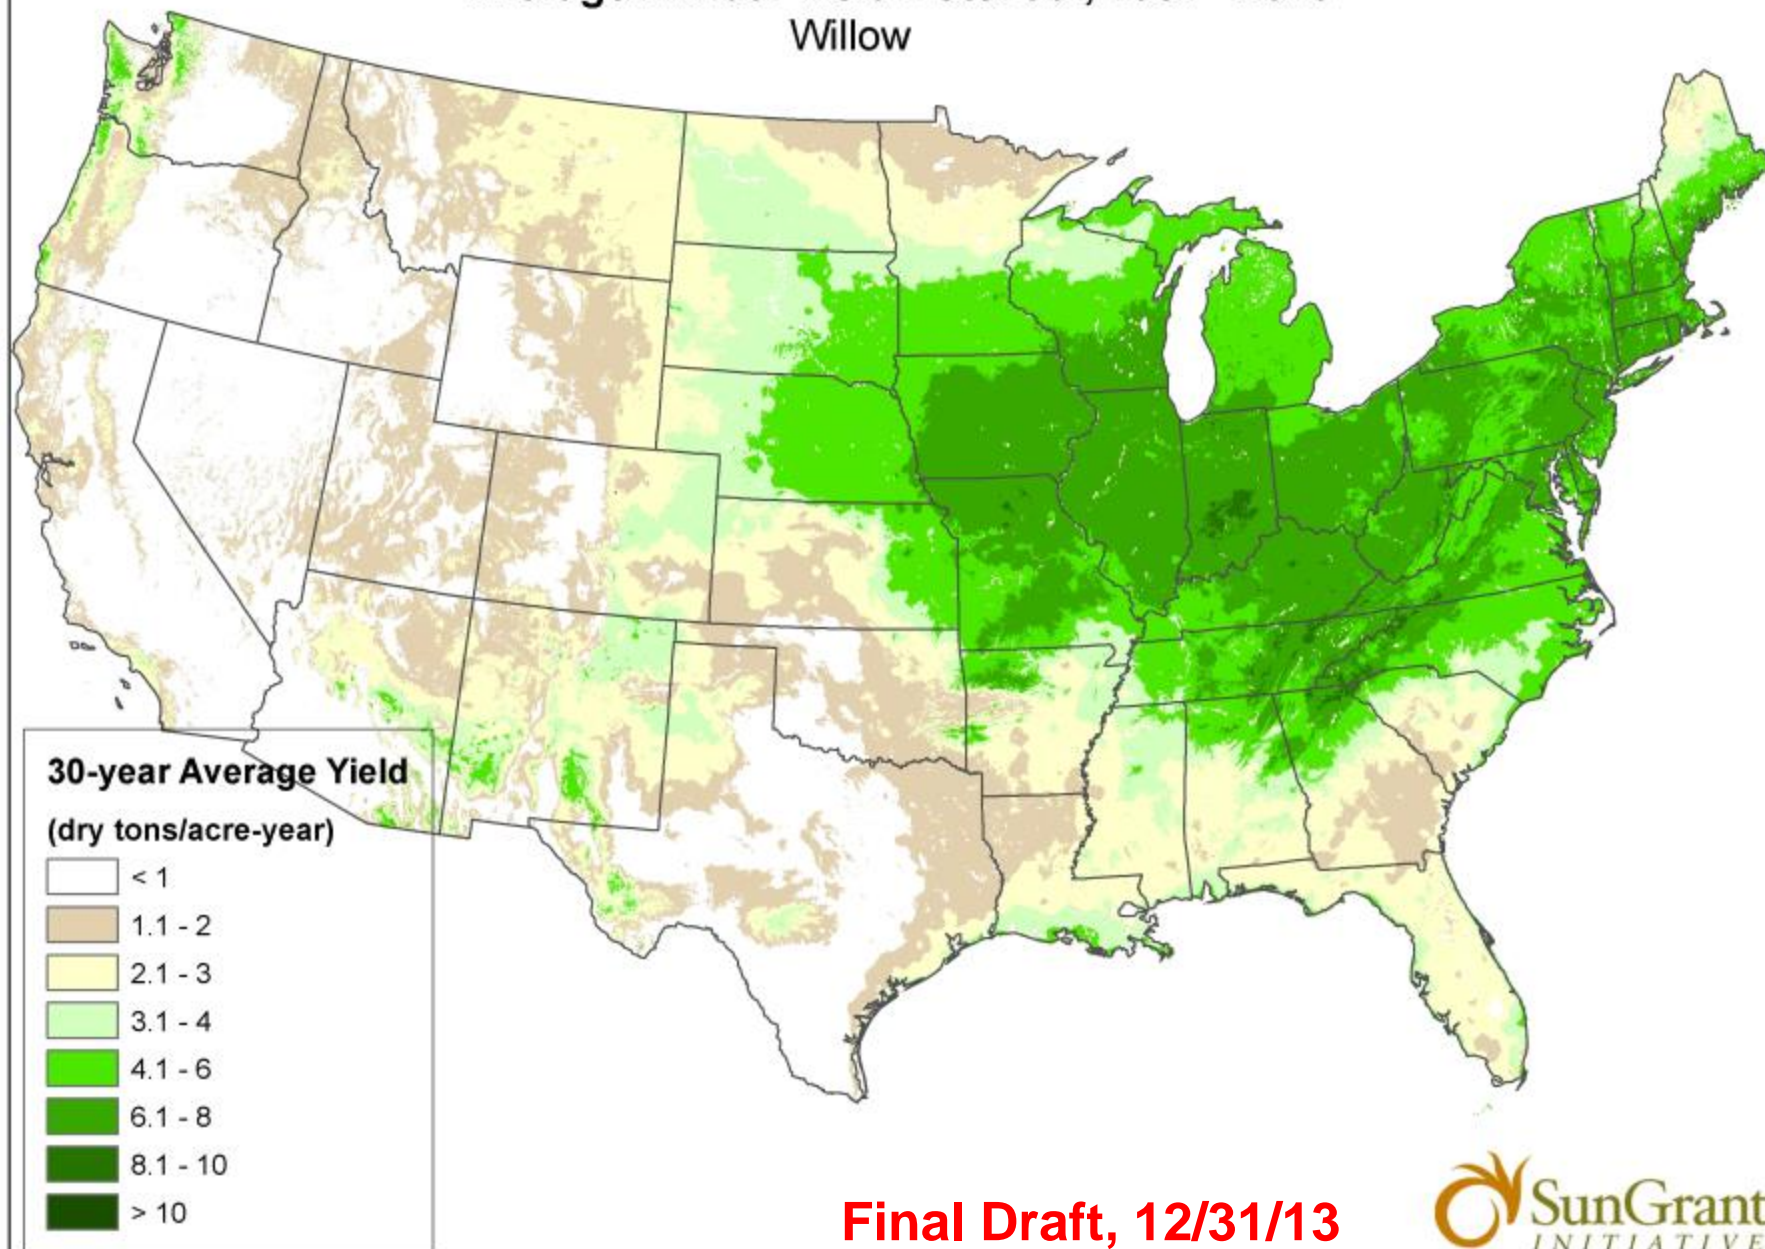 Willow
30-year Average Yield
(dry tons/acre-year)
< 1
1.1 - 2
2.1 - 3
3.1 - 4
4.1 - 6
6.1 - 8
8.1 - 10
> 10
Final Draft, 12/31/13
SunGrant
INITIATIVE